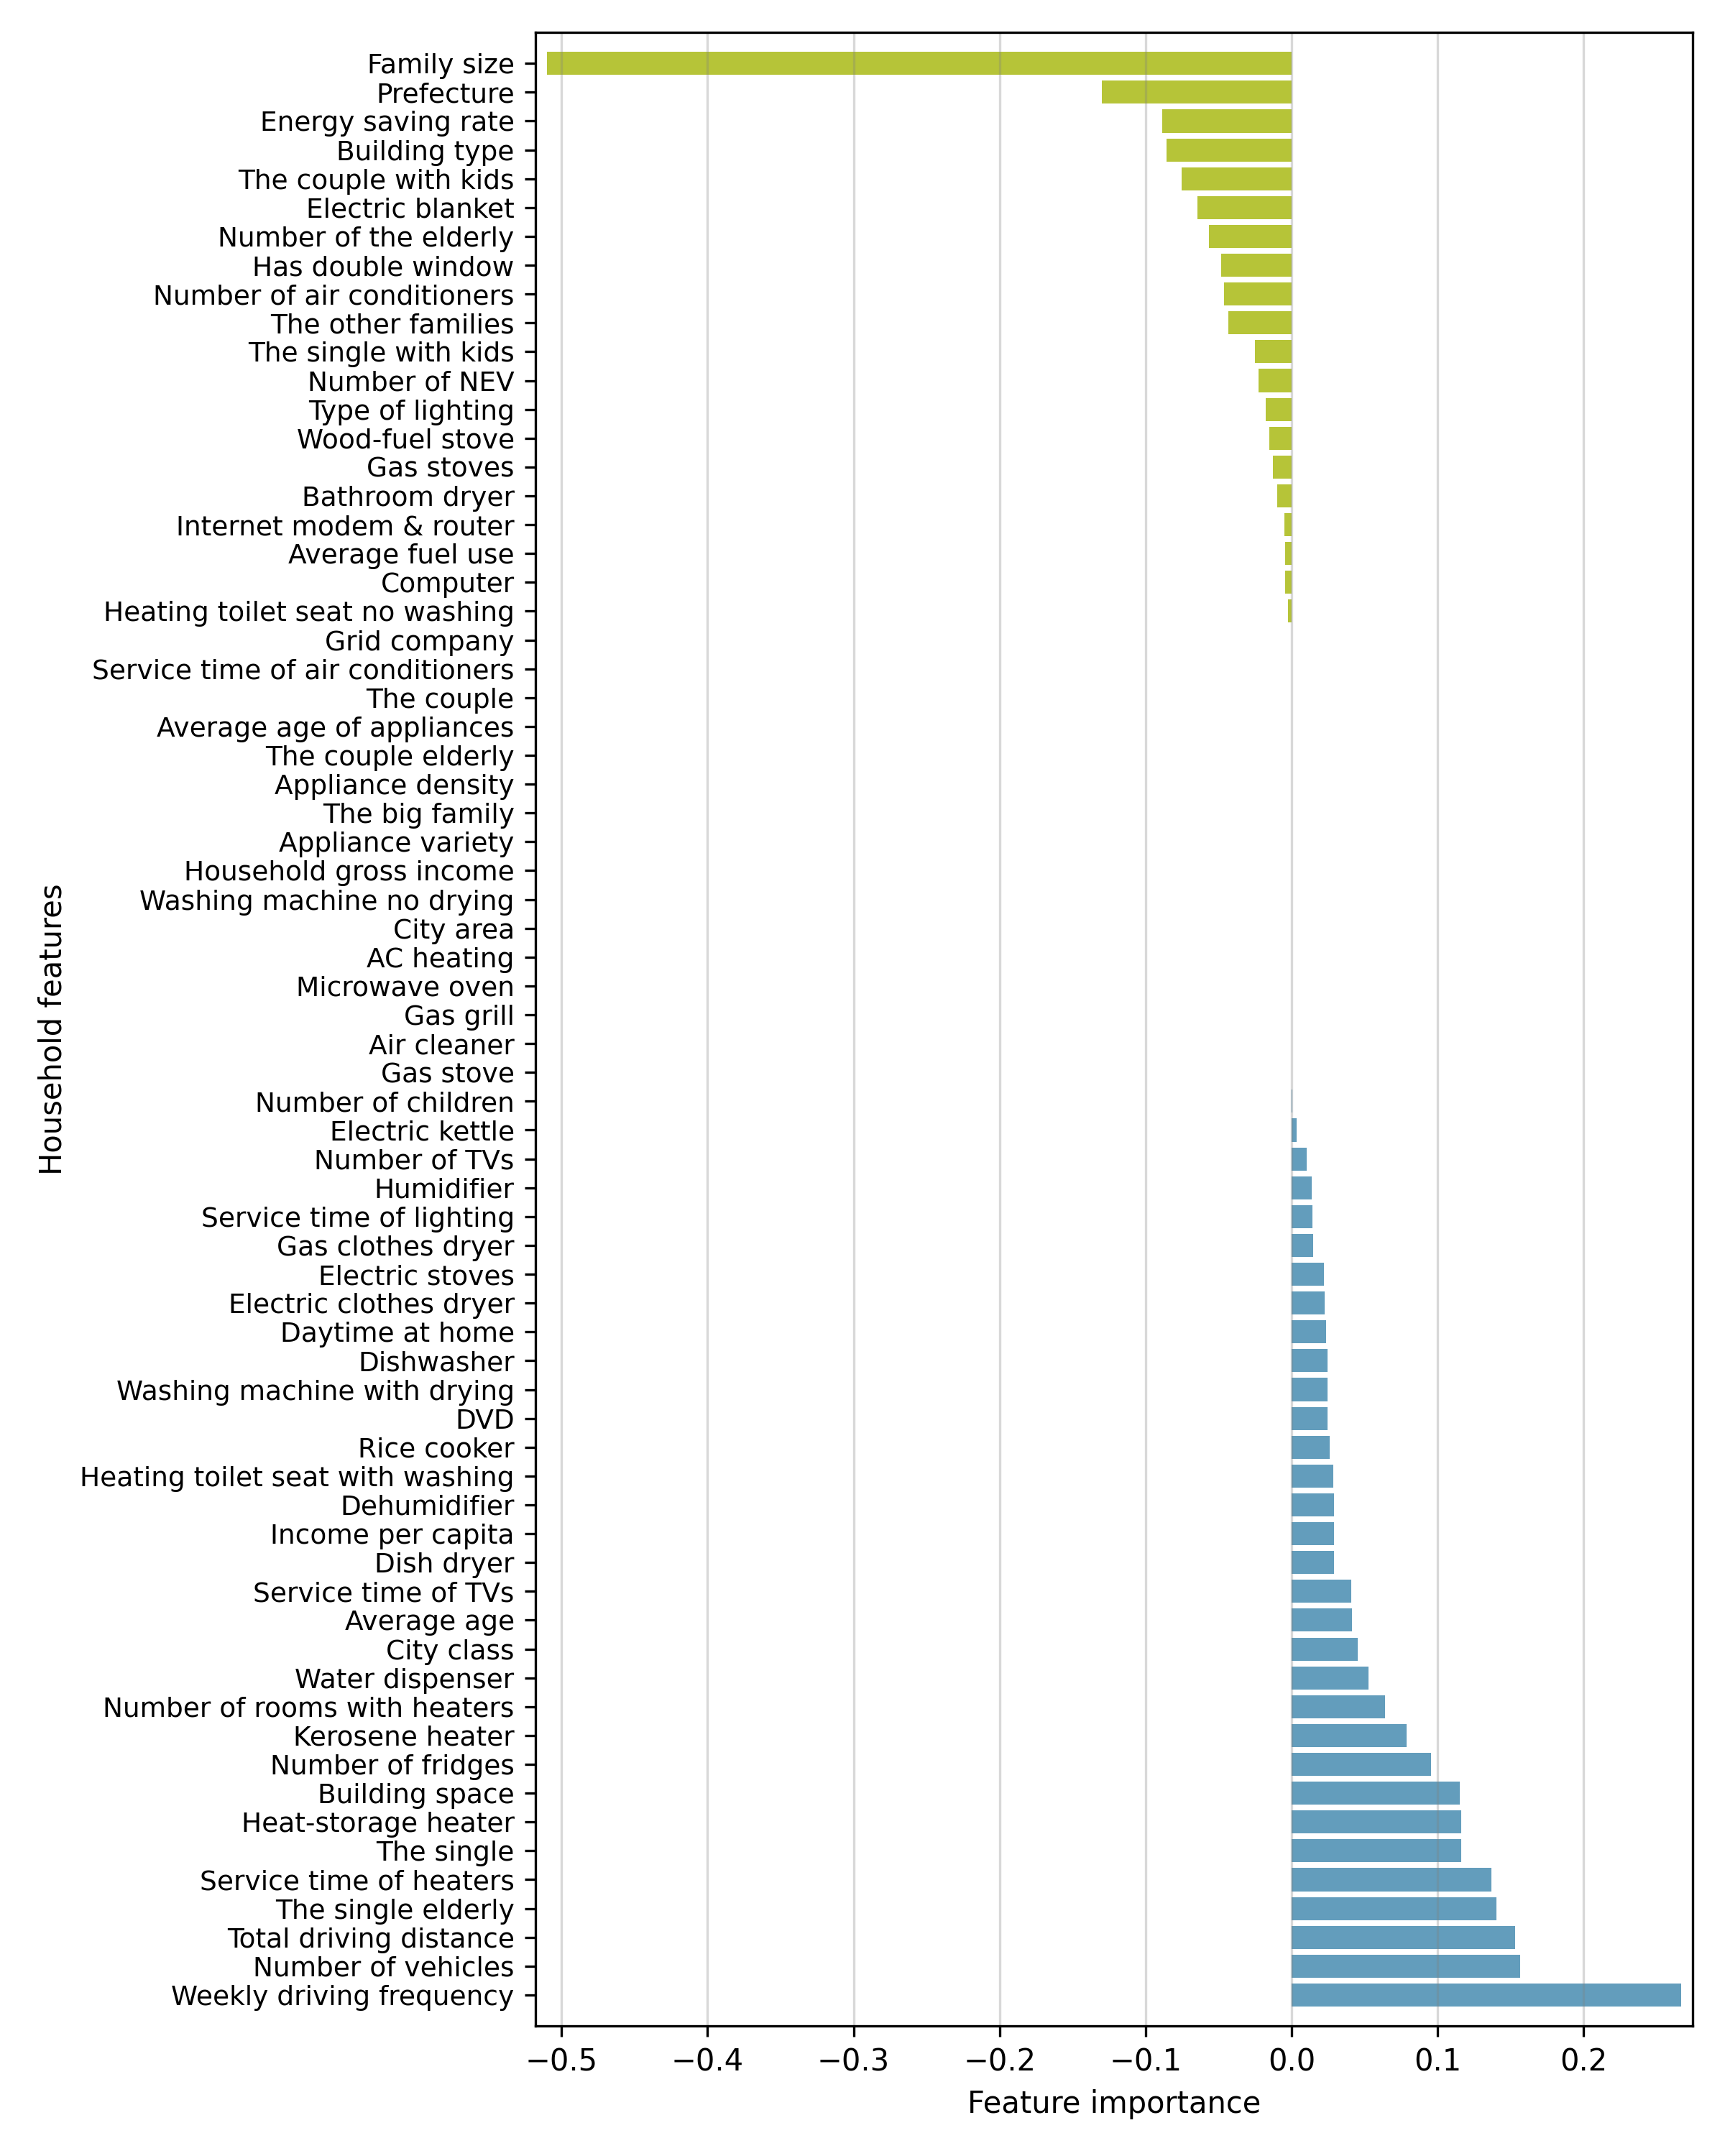 Family size
Prefecture
Energy saving rate
Building type
The couple with kids
Electric blanket
Number of the elderly
Has double window
Number of air conditioners
The other families
The single with kids
Number of NEV
Type of lighting
Wood-fuel stove
Gas stoves
Bathroom dryer
Internet modem & router
Average fuel use
Computer
Heating toilet seat no washing
Grid company
Service time of air conditioners
The couple
Average age of appliances
The couple elderly
Appliance density
The big family
Appliance variety
Household gross income
Washing machine no drying
City area
AC heating
Microwave oven
Gas grill
Air cleaner
Gas stove
Number of children
Electric kettle
Number of TVs
Humidifier
Service time of lighting
Gas clothes dryer
Electric stoves
Electric clothes dryer
Daytime at home
Dishwasher
Washing machine with drying
DVD
Rice cooker
Heating toilet seat with washing
Dehumidifier
Income per capita
Dish dryer
Service time of TVs
Average age
City class
Water dispenser
Number of rooms with heaters
Kerosene heater
Number of fridges
Building space
Heat-storage heater
The single
Service time of heaters
The single elderly
Total driving distance
Number of vehicles
Weekly driving frequency
Household features
−0.5 −0.4 −0.3 −0.2 −0.1 0.0 0.1 0.2
Feature importance